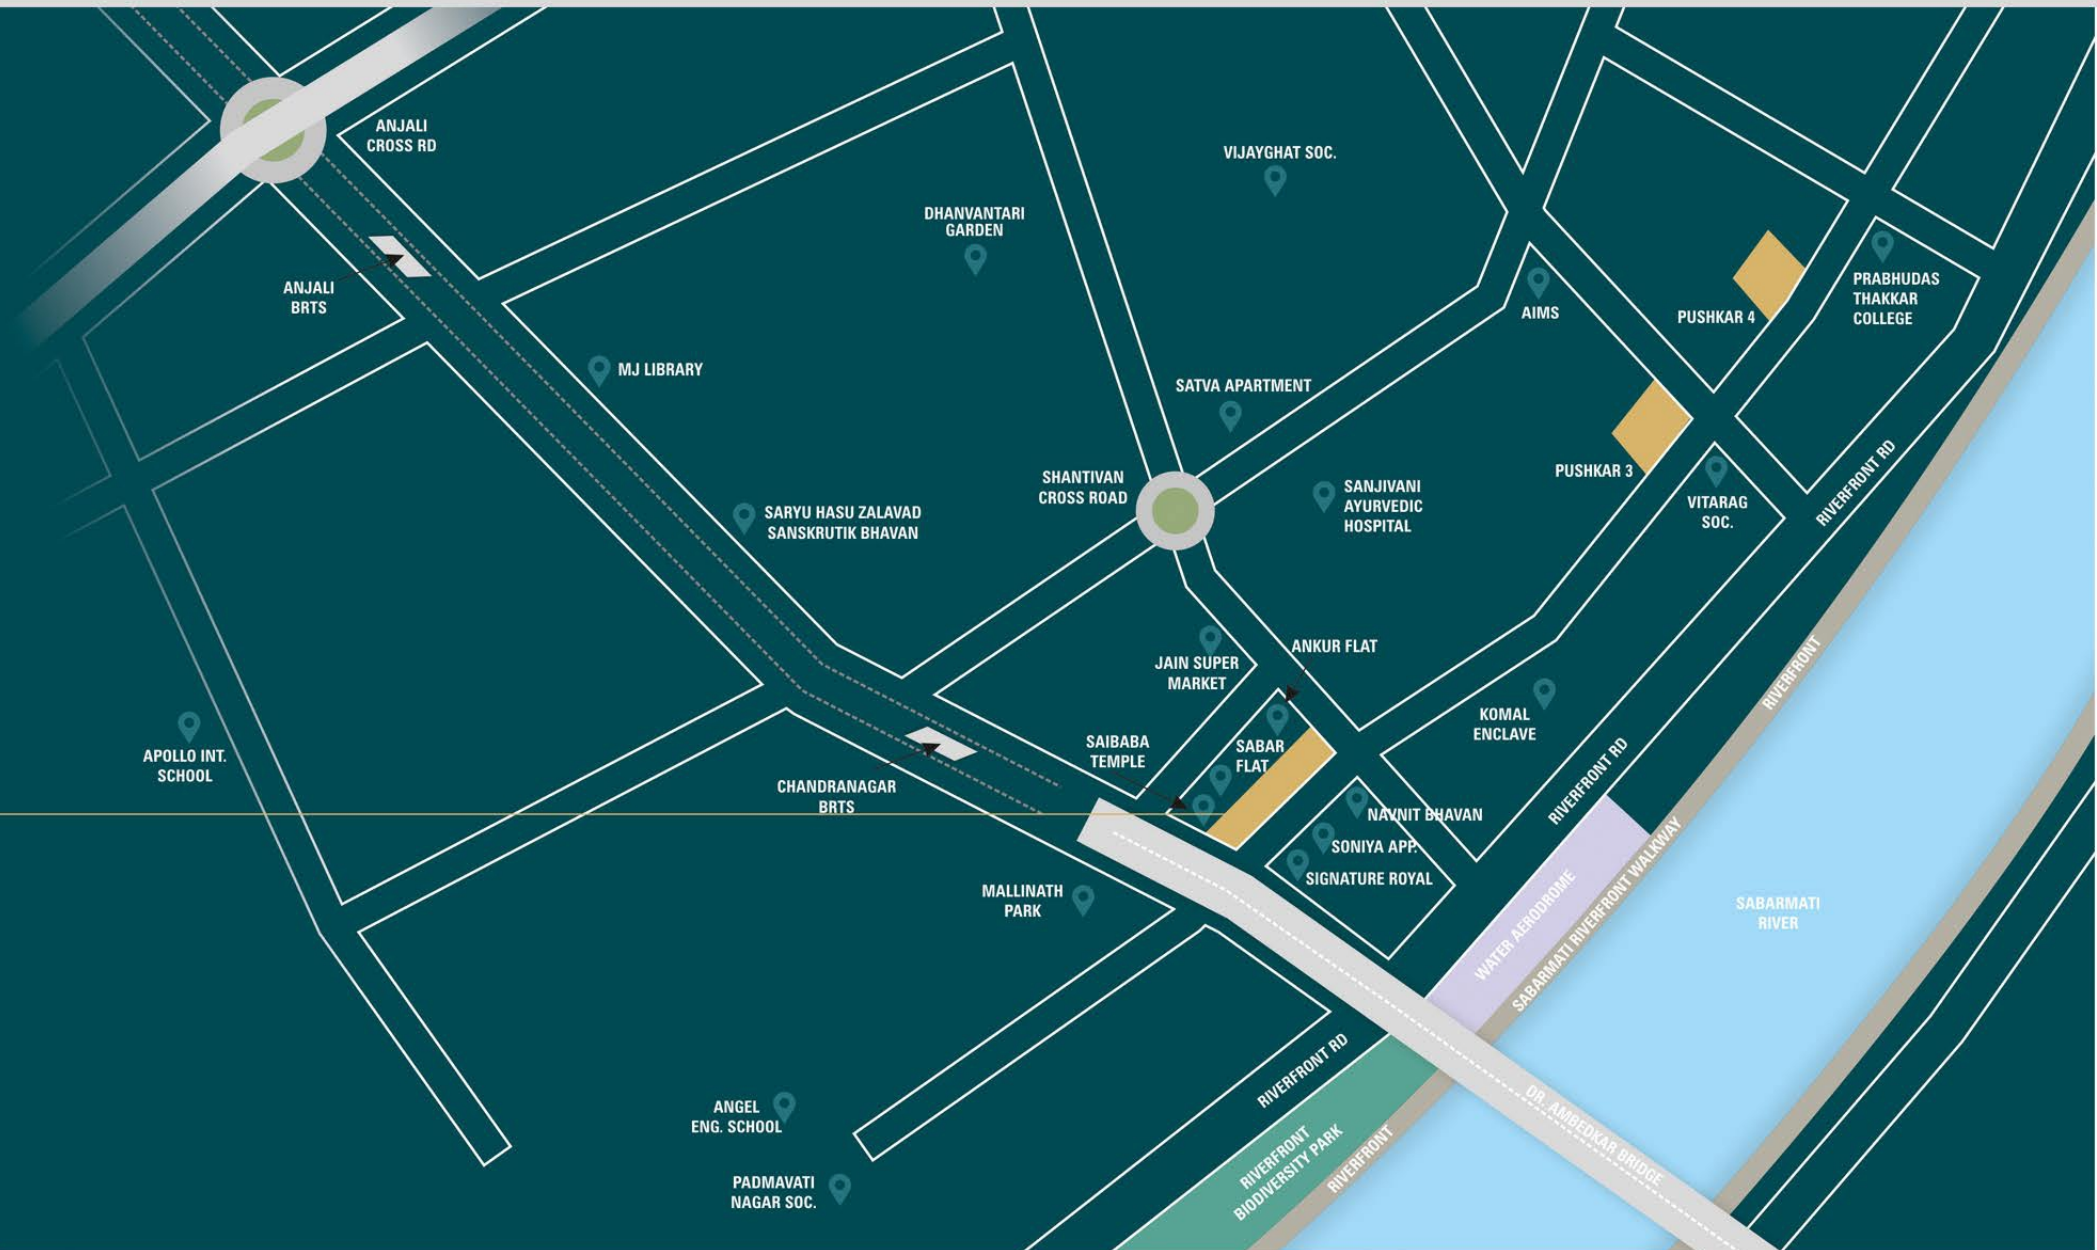 ANJALI
CROSS RD
VIJAYGHAT SOC.
DHANVANTARI
GARDEN
ANJALI
BRTS
AIMS
PUSHKAR 4
PRABHUDAS
THAKKAR
COLLEGE
MJ LIBRARY
SATVA APARTMENT
SHANTIVAN
CROSS ROAD
SANJIVANI
AYURVEDIC
HOSPITAL
PUSHKAR 3
VITARAG
SOC.
RIVERFRONT RD
SARYU HASU ZALAVAD
SANSKRUTIK BHAVAN
JAIN SUPER
MARKET
ANKUR FLAT
RIVERFRONT
KOMAL
ENCLAVE
APOLLO INT.
SCHOOL
SAIBABA
TEMPLE
SABAR
FLAT
CHANDRANAGAR
BRTS
RIVERFRONT RD
NAVNIT BHAVAN
SONIYA APP.
SIGNATURE ROYAL
MALLINATH
PARK
WATER AERODROME
SABARMATI RIVERFRONT WALKWAY
SABARMATI
RIVER
RIVERFRONT RD
ANGEL
ENG. SCHOOL
RIVERFRONT
BIODIVERSITY PARK
RIVERFRONT
DR. AMBEDKAR BRIDGE
PADMAVATI
NAGAR SOC.